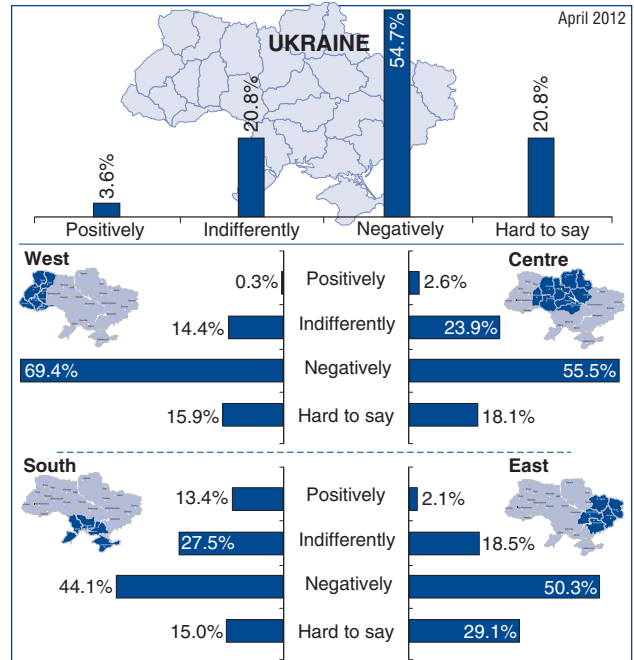 April 2012
UKRAINE
3.6%
20.8%
54.7%
20.8%
Positively
Indifferently
Negatively
Hard to say
West
Centre
0.3% Positively 2.6%
14.4% Indifferently 23.9%
69.4% Negatively 55.5%
15.9% Hard to say 18.1%
South
East
13.4% Positively 2.1%
27.5% Indifferently 18.5%
44.1% Negatively 50.3%
15.0% Hard to say 29.1%